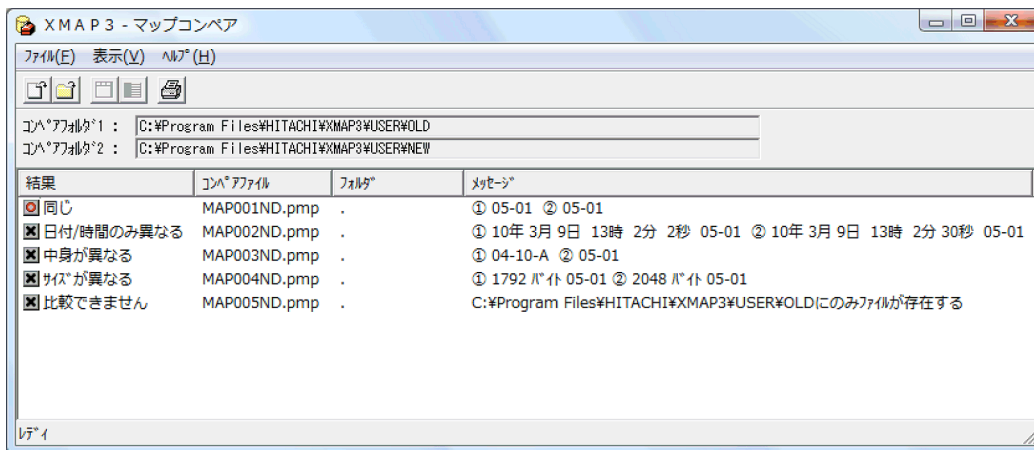 XMAP3 - マップコンペア
ﾌｧｲﾙ(F) 表示(V) ﾍﾙﾌﾟ(H)
ｺﾝﾍﾟｱﾌｫﾙﾀﾞ1 : C:¥Program Files¥HITACHI¥XMAP3¥USER¥OLD
ｺﾝﾍﾟｱﾌｫﾙﾀﾞ2 : C:¥Program Files¥HITACHI¥XMAP3¥USER¥NEW
結果 ｺﾝﾍﾟｱﾌｧｲﾙ ﾌｫﾙﾀﾞ ﾒｯｾｰｼﾞ
同じ MAP001ND.pmp . ① 05-01 ② 05-01
日付/時間のみ異なる MAP002ND.pmp . ① 10年 3月 9日 13時 2分 2秒 05-01 ② 10年 3月 9日 13時 2分 30秒 05-01
中身が異なる MAP003ND.pmp . ① 04-10-A ② 05-01
ｻｲｽﾞが異なる MAP004ND.pmp . ① 1792 ﾊﾞｲﾄ 05-01 ② 2048 ﾊﾞｲﾄ 05-01
比較できません MAP005ND.pmp . C:¥Program Files¥HITACHI¥XMAP3¥USER¥OLDにのみﾌｧｲﾙが存在する
ﾚﾃﾞｨ